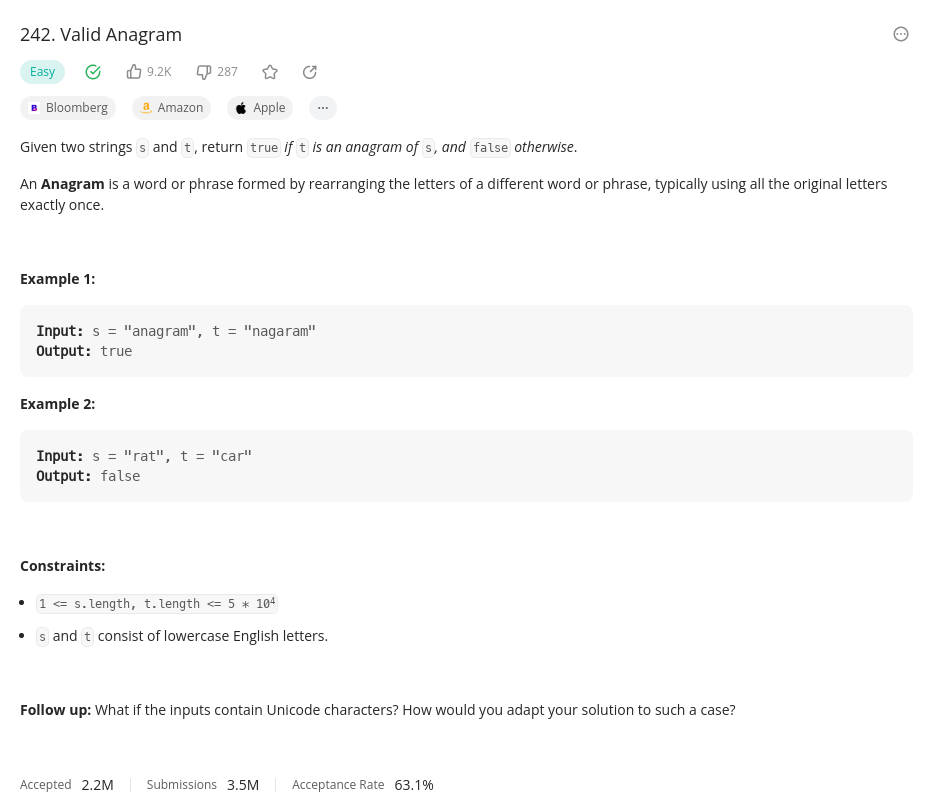 242. Valid Anagram
Easy 9.2K 287
Bloomberg Amazon Apple ...
Given two strings s and t, return true if t is an anagram of s, and false otherwise.
An Anagram is a word or phrase formed by rearranging the letters of a different word or phrase, typically using all the original letters
exactly once.
Example 1:
Input: s = "anagram", t = "nagaram"
Output: true
Example 2:
Input: s = "rat", t = "car"
Output: false
Constraints:
• 1 <= s.length, t.length <= 5 * 10⁴
• s and t consist of lowercase English letters.
Follow up: What if the inputs contain Unicode characters? How would you adapt your solution to such a case?
Accepted 2.2M Submissions 3.5M Acceptance Rate 63.1%